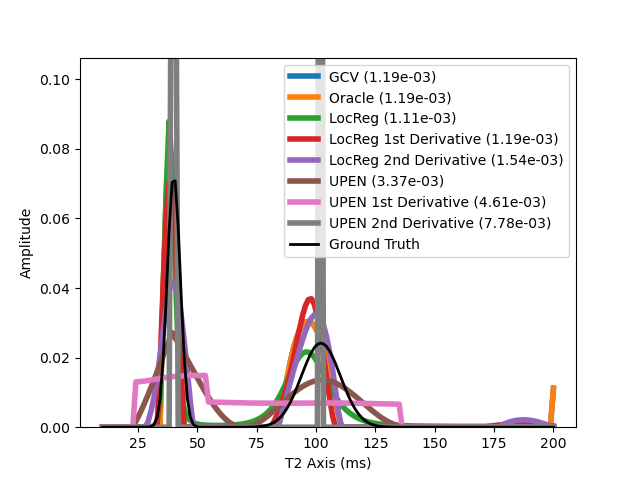 0.10
0.08
0.06
0.04
0.02
0.00
Amplitude
GCV (1.19e-03)
Oracle (1.19e-03)
LocReg (1.11e-03)
LocReg 1st Derivative (1.19e-03)
LocReg 2nd Derivative (1.54e-03)
UPEN (3.37e-03)
UPEN 1st Derivative (4.61e-03)
UPEN 2nd Derivative (7.78e-03)
Ground Truth
25 50 75 100 125 150 175 200
T2 Axis (ms)